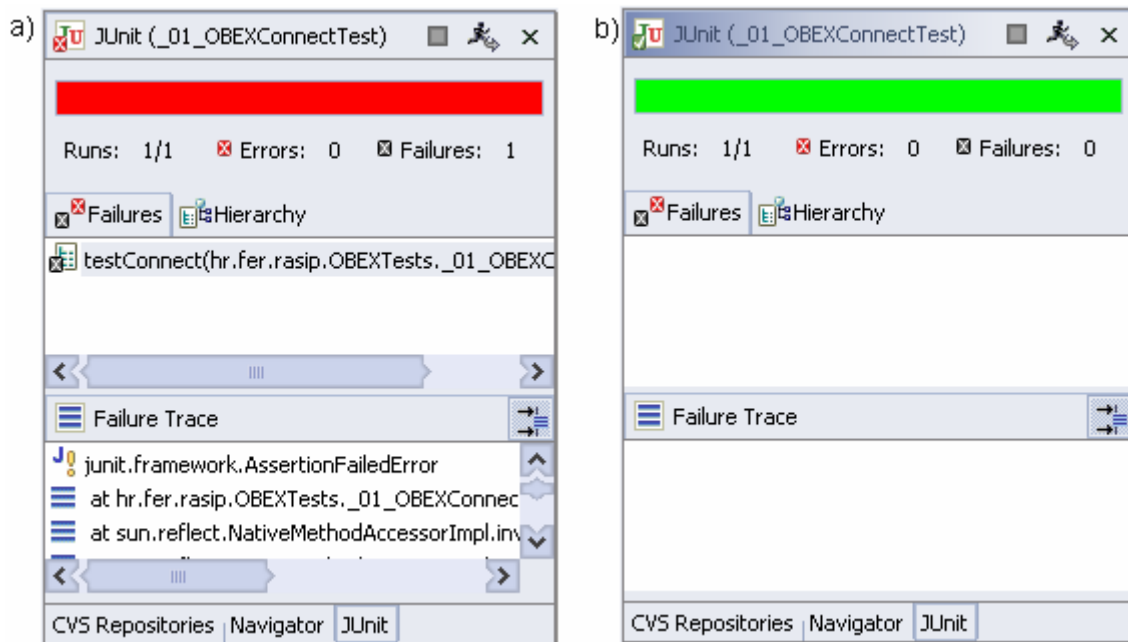 a) JU JUnit (_01_OBEXConnectTest)
Runs: 1/1 Errors: 0 Failures: 1
Failures Hierarchy
testConnect(hr.fer.rasip.OBEXTests._01_OBEXC
Failure Trace
junit.framework.AssertionFailedError
at hr.fer.rasip.OBEXTests._01_OBEXConnec
at sun.reflect.NativeMethodAccessorImpl.inv
CVS Repositories Navigator JUnit
b) JU JUnit (_01_OBEXConnectTest)
Runs: 1/1 Errors: 0 Failures: 0
Failures Hierarchy
Failure Trace
CVS Repositories Navigator JUnit